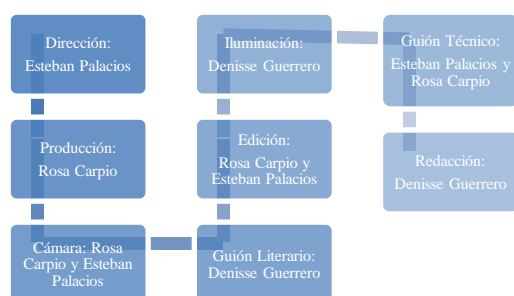 Dirección:
Esteban Palacios
Producción:
Rosa Carpio
Cámara: Rosa
Carpio y Esteban
Palacios
Guión Literario:
Denisse Guerrero
Edición:
Rosa Carpio y
Esteban Palacios
Iluminación:
Denisse Guerrero
Guión Técnico:
Esteban Palacios y
Rosa Carpio
Redacción:
Denisse Guerrero